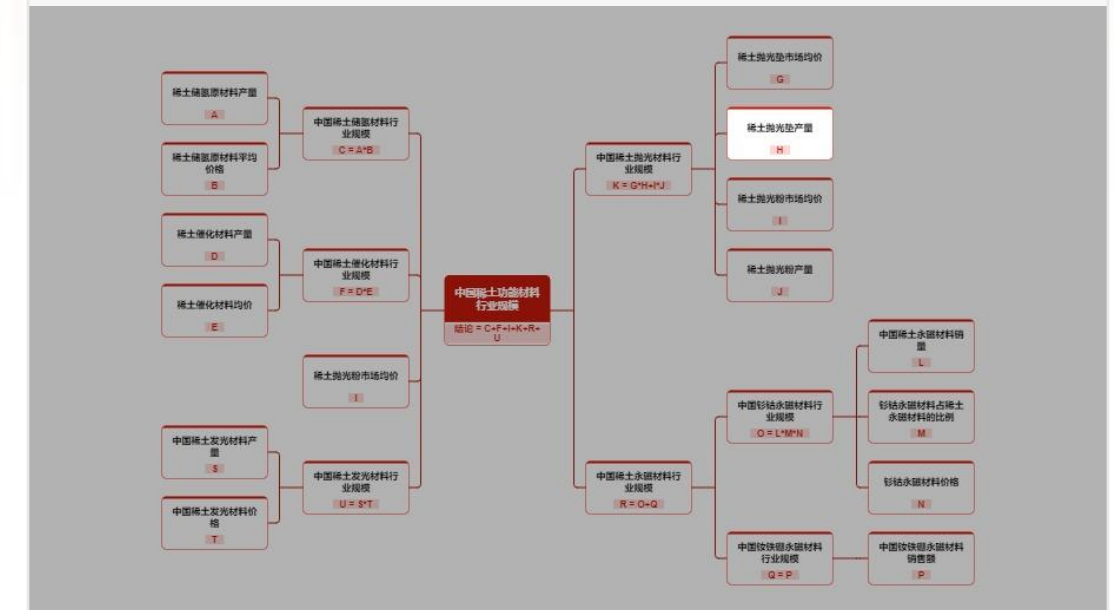 稀土储氢原材料产量
A
稀土储氢原材料平均
价格
B
中国稀土储氢材料行
业规模
C = A*B
稀土催化材料产量
D
稀土催化材料均价
E
中国稀土催化材料行
业规模
F = D*E
稀土抛光粉市场均价
I
中国稀土发光材料产
量
S
中国稀土发光材料价
格
T
中国稀土发光材料行
业规模
U = S*T
中国稀土功能材料
行业规模
结论 = C+F+I+K+R+
U
中国稀土抛光材料行
业规模
K = G*H+I*J
稀土抛光垫市场均价
G
稀土抛光垫产量
H
稀土抛光粉市场均价
I
稀土抛光粉产量
J
中国稀土永磁材料行
业规模
R = O+Q
中国钐钴永磁材料行
业规模
O = L*M*N
中国稀土永磁材料销
量
L
钐钴永磁材料占稀土
永磁材料的比例
M
钐钴永磁材料价格
N
中国钕铁硼永磁材料
行业规模
Q = P
中国钕铁硼永磁材料
销售额
P